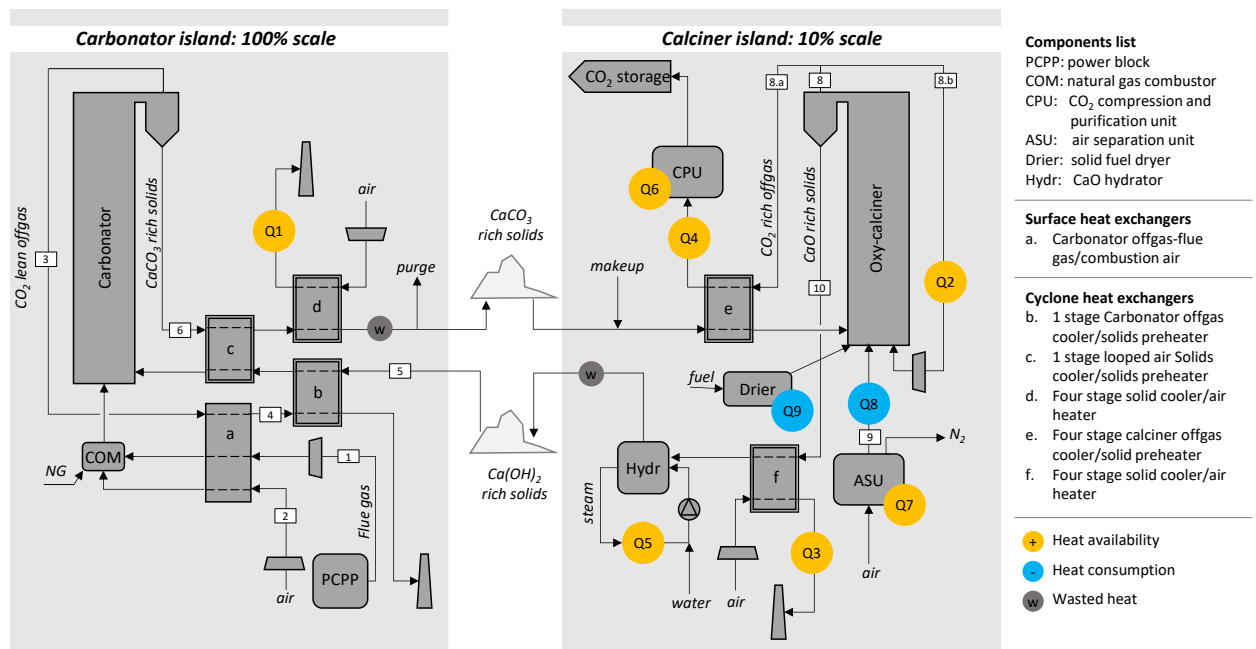 Carbonator island: 100% scale
Calciner island: 10% scale
CO2 lean offgas
3
Carbonator
CaCO3 rich solids
6
Q1
air
d
w
purge
c
b
5
4
a
COM
NG
1
2
Flue gas
air
PCPP
CaCO3
rich solids
Ca(OH)2
rich solids
CO2 storage
8.a
8
8.b
CPU
Q6
Q4
CO2 rich offgas
CaO rich solids
Oxy-calciner
makeup
e
10
Q2
w
fuel
Drier
Q9
Q8
9
N2
Hydr
f
ASU
Q7
steam
Q5
Q3
water
air
air
Components list
PCPP: power block
COM: natural gas combustor
CPU: CO2 compression and
purification unit
ASU: air separation unit
Drier: solid fuel dryer
Hydr: CaO hydrator
Surface heat exchangers
a. Carbonator offgas-flue
gas/combustion air
Cyclone heat exchangers
b. 1 stage Carbonator offgas
cooler/solids preheater
c. 1 stage looped air Solids
cooler/solids preheater
d. Four stage solid cooler/air
heater
e. Four stage calciner offgas
cooler/solid preheater
f. Four stage solid cooler/air
heater
+ Heat availability
- Heat consumption
w Wasted heat